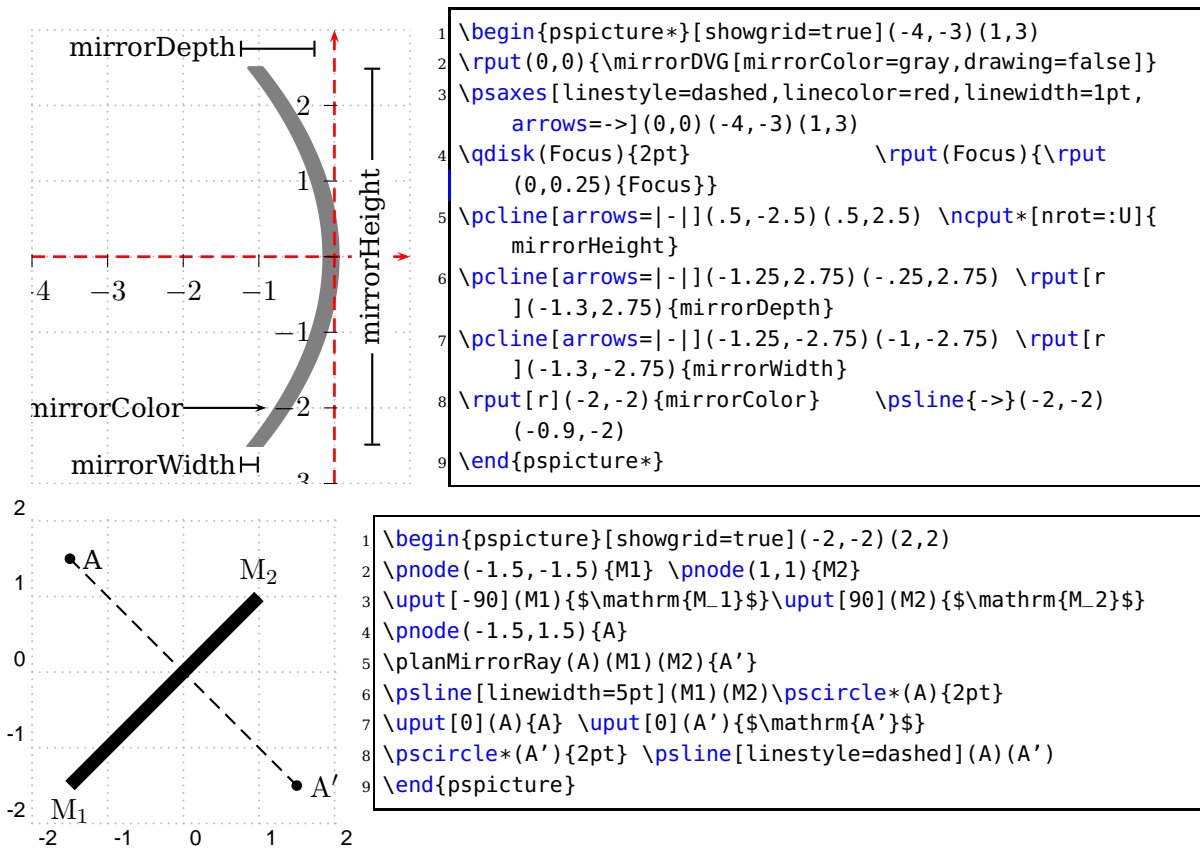 mirrorDepth
2
1
mirrorHeight
4 −3 −2 −1
−1
mirrorColor
−2
mirrorWidth
3
1 \begin{pspicture*}[showgrid=true](-4,-3)(1,3)
2 \rput(0,0){\mirrorDVG[mirrorColor=gray,drawing=false]}
3 \psaxes[linestyle=dashed,linecolor=red,linewidth=1pt,
arrows=->](0,0)(-4,-3)(1,3)
4 \qdisk(Focus){2pt} \rput(Focus){\rput
(0,0.25){Focus}}
5 \pcline[arrows=|-|](.5,-2.5)(.5,2.5) \ncput*[nrot=:U]{
mirrorHeight}
6 \pcline[arrows=|-|](-1.25,2.75)(-.25,2.75) \rput[r
](-1.3,2.75){mirrorDepth}
7 \pcline[arrows=|-|](-1.25,-2.75)(-1,-2.75) \rput[r
](-1.3,-2.75){mirrorWidth}
8 \rput[r](-2,-2){mirrorColor} \psline{->}(-2,-2)
(-0.9,-2)
9 \end{pspicture*}
2
A
M2
1
0
-1
A′
-2
M1
-2 -1 0 1 2
1 \begin{pspicture}[showgrid=true](-2,-2)(2,2)
2 \pnode(-1.5,-1.5){M1} \pnode(1,1){M2}
3 \uput[-90](M1){$\mathrm{M_1}$}\uput[90](M2){$\mathrm{M_2}$}
4 \pnode(-1.5,1.5){A}
5 \planMirrorRay(A)(M1)(M2){A’}
6 \psline[linewidth=5pt](M1)(M2)\pscircle*(A){2pt}
7 \uput[0](A){A} \uput[0](A’){$\mathrm{A’}$}
8 \pscircle*(A’){2pt} \psline[linestyle=dashed](A)(A’)
9 \end{pspicture}